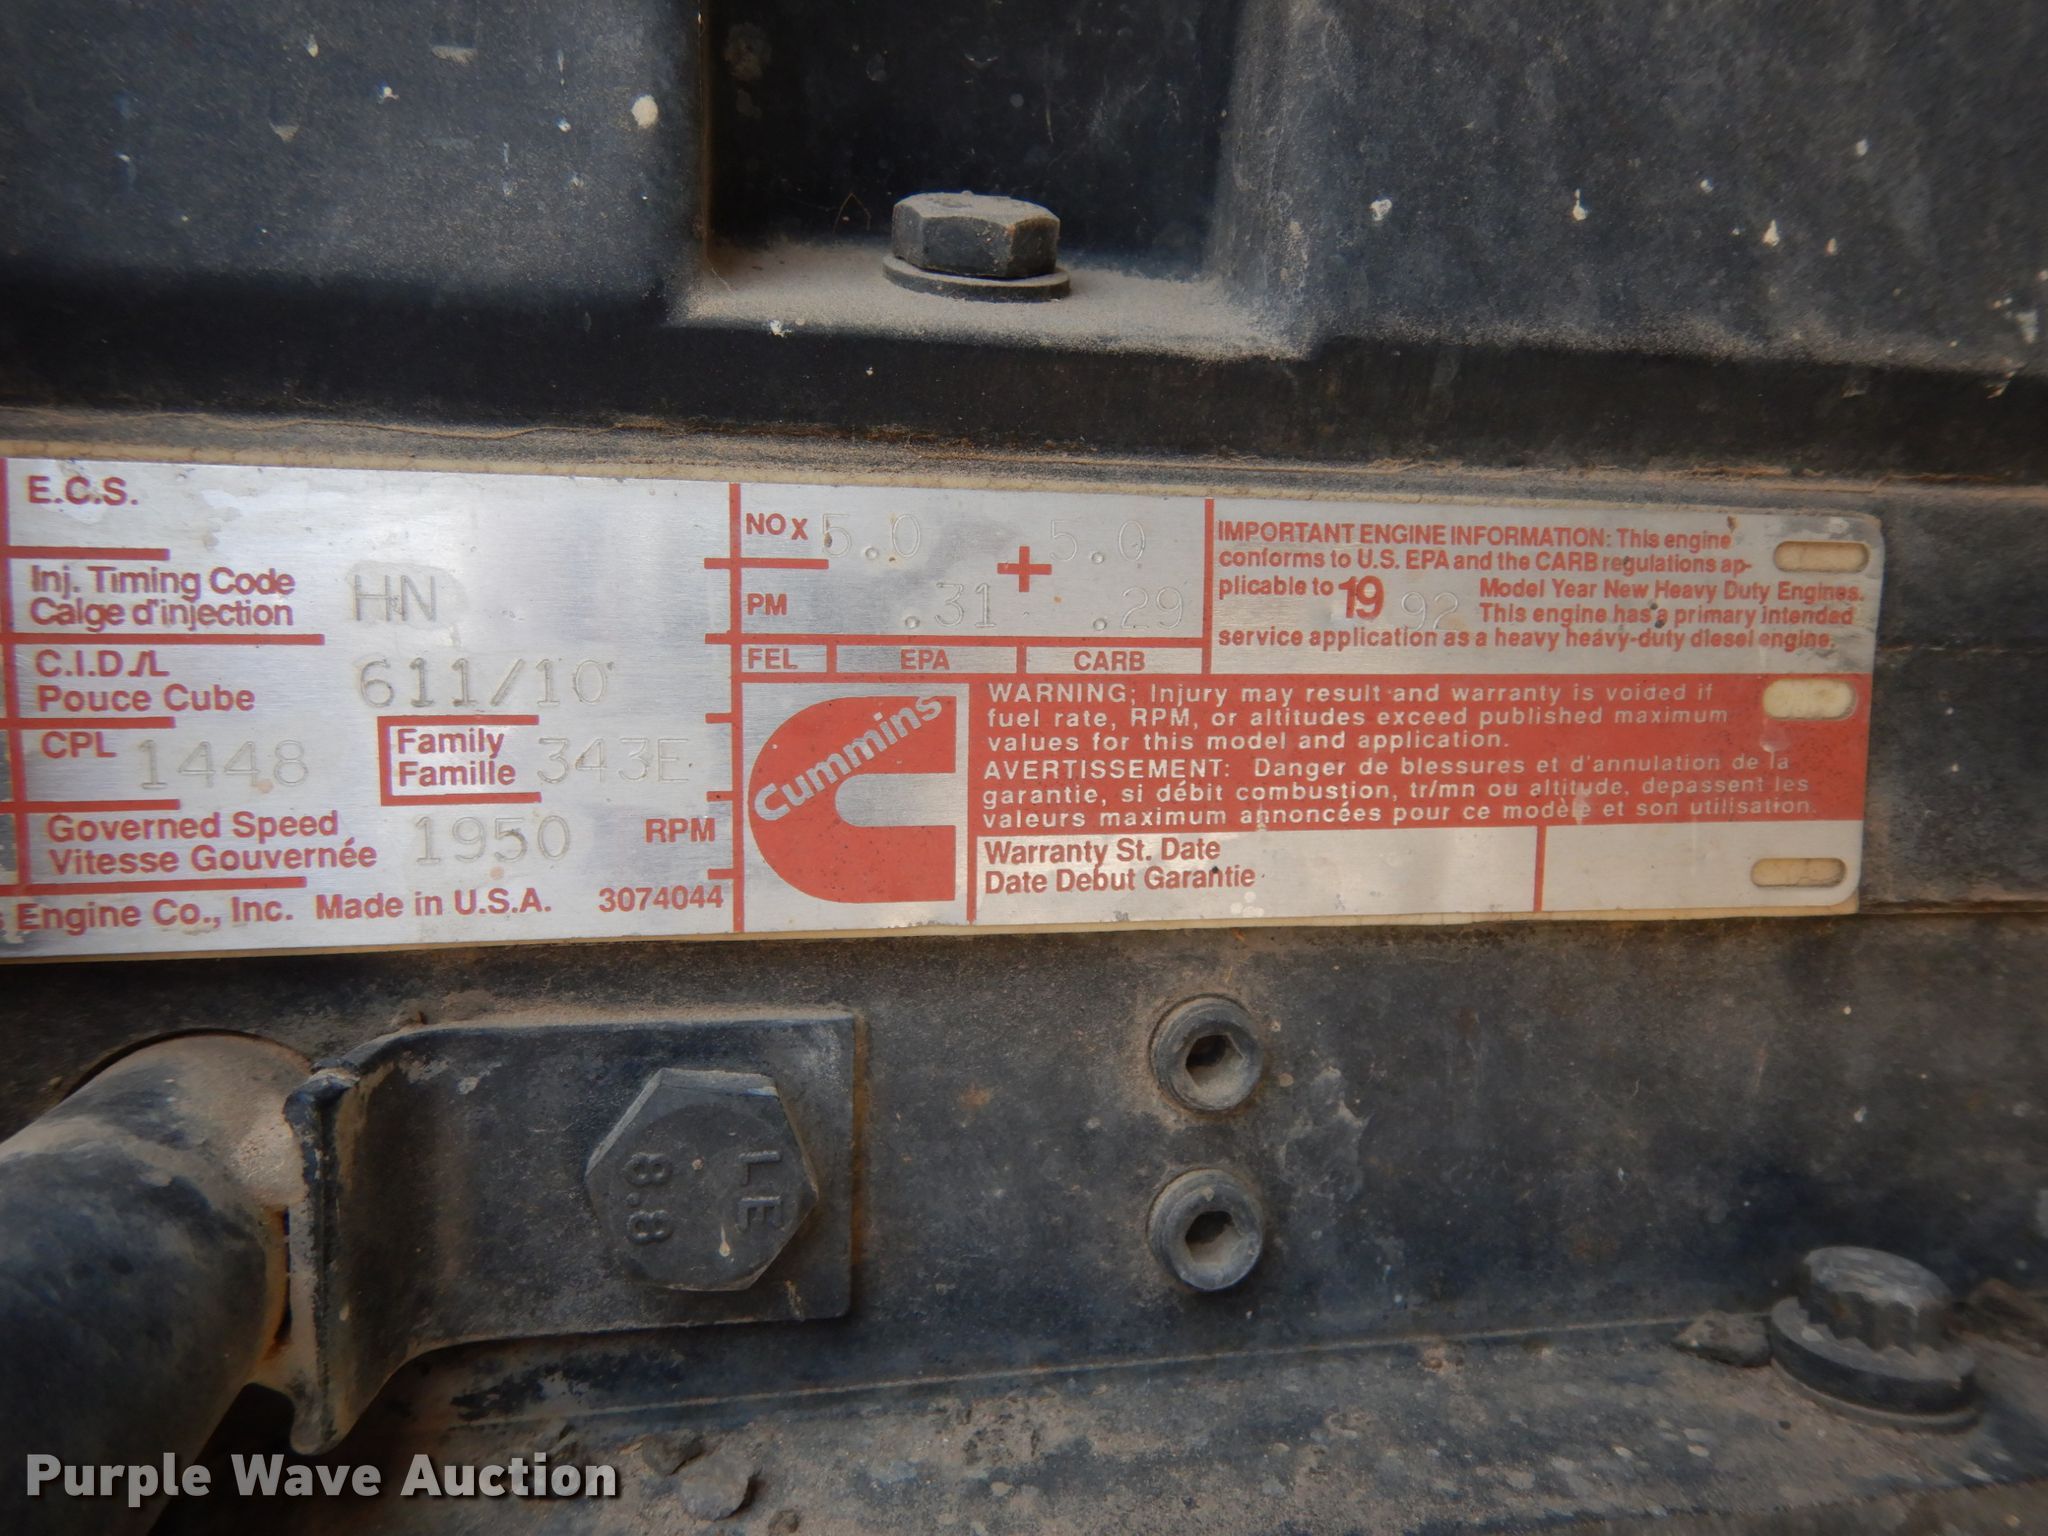 E.C.S.
Inj. Timing Code
Calge d'injection HN
C.I.D./L
Pouce Cube 611/10
CPL 1448
Family
Famille 343E
Governed Speed
Vitesse Gouvernée 1950 RPM
s Engine Co., Inc. Made in U.S.A. 3074044
NOx 5.0 + 5.0
PM .31 .29
FEL EPA CARB
Cummins
IMPORTANT ENGINE INFORMATION: This engine
conforms to U.S. EPA and the CARB regulations ap-
plicable to 19 92 Model Year New Heavy Duty Engines.
This engine has a primary intended
service application as a heavy heavy-duty diesel engine.
WARNING: Injury may result and warranty is voided if
fuel rate, RPM, or altitudes exceed published maximum
values for this model and application.
AVERTISSEMENT: Danger de blessures et d'annulation de la
garantie, si débit combustion, tr/mn ou altitude, depassent les
valeurs maximum annoncées pour ce modèle et son utilisation.
Warranty St. Date
Date Debut Garantie
LE
8.8
Purple Wave Auction